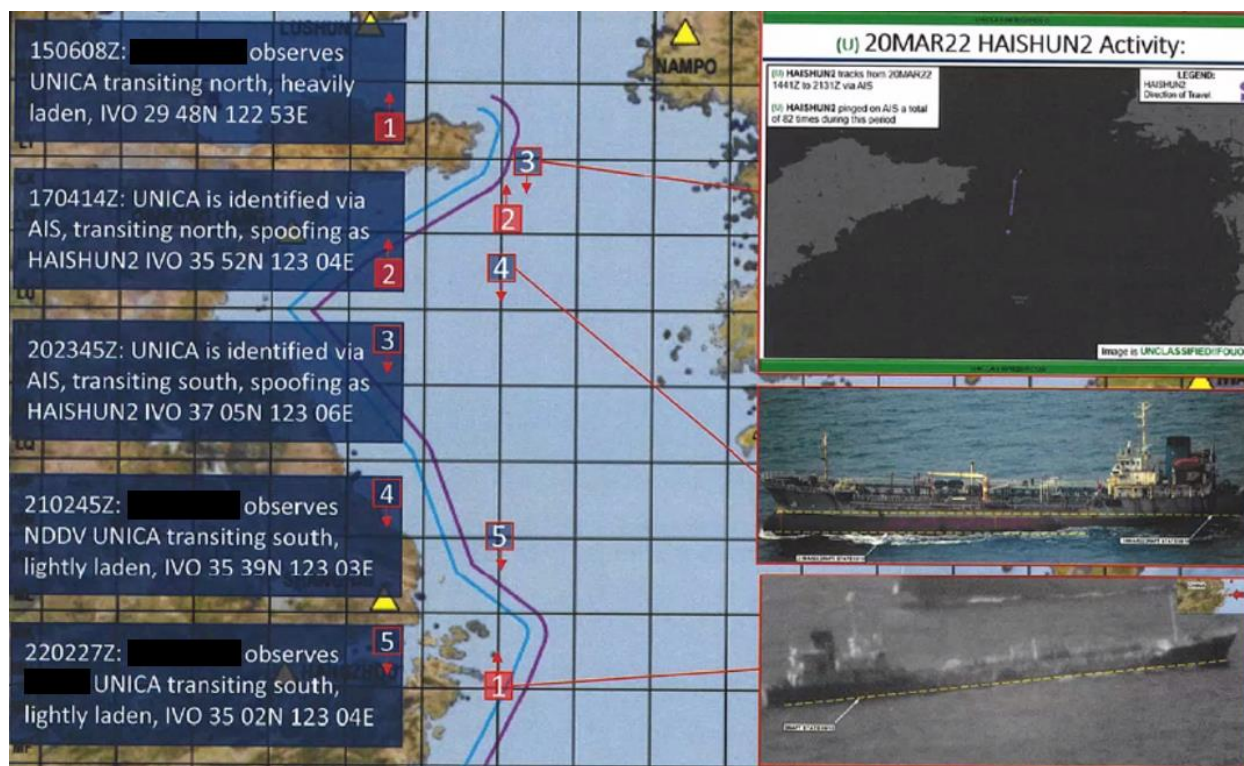 LUSHUN
NAMPO
150608Z: observes
UNICA transiting north, heavily
laden, IVO 29 48N 122 53E
1
170414Z: UNICA is identified via
AIS, transiting north, spoofing as
HAISHUN2 IVO 35 52N 123 04E
2
202345Z: UNICA is identified via
AIS, transiting south, spoofing as
HAISHUN2 IVO 37 05N 123 06E
3
210245Z: observes
NDDV UNICA transiting south,
lightly laden, IVO 35 39N 123 03E
4
220227Z: observes
UNICA transiting south,
lightly laden, IVO 35 02N 123 04E
5
3
2
4
5
1
(U) 20MAR22 HAISHUN2 Activity:
(U) HAISHUN2 tracks from 20MAR22
1441Z to 2131Z via AIS
(U) HAISHUN2 pinged on AIS a total
of 82 times during this period
LEGEND:
HAISHUN2
Direction of Travel
Image is UNCLASSIFIED//FOUO